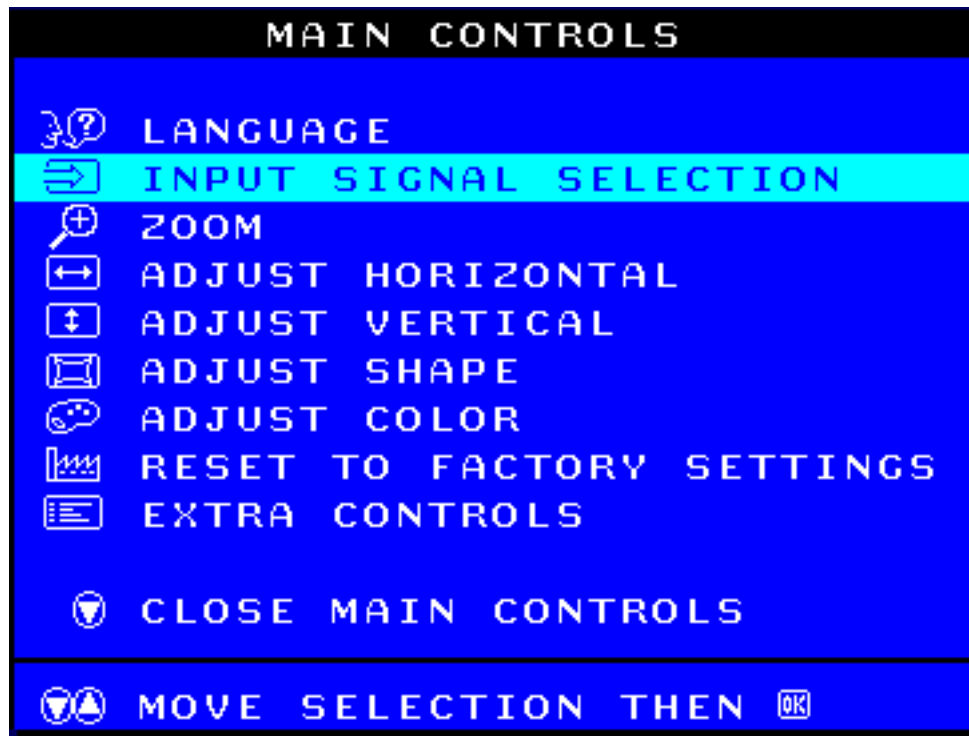 MAIN CONTROLS
LANGUAGE
INPUT SIGNAL SELECTION
ZOOM
ADJUST HORIZONTAL
ADJUST VERTICAL
ADJUST SHAPE
ADJUST COLOR
RESET TO FACTORY SETTINGS
EXTRA CONTROLS
CLOSE MAIN CONTROLS
MOVE SELECTION THEN OK